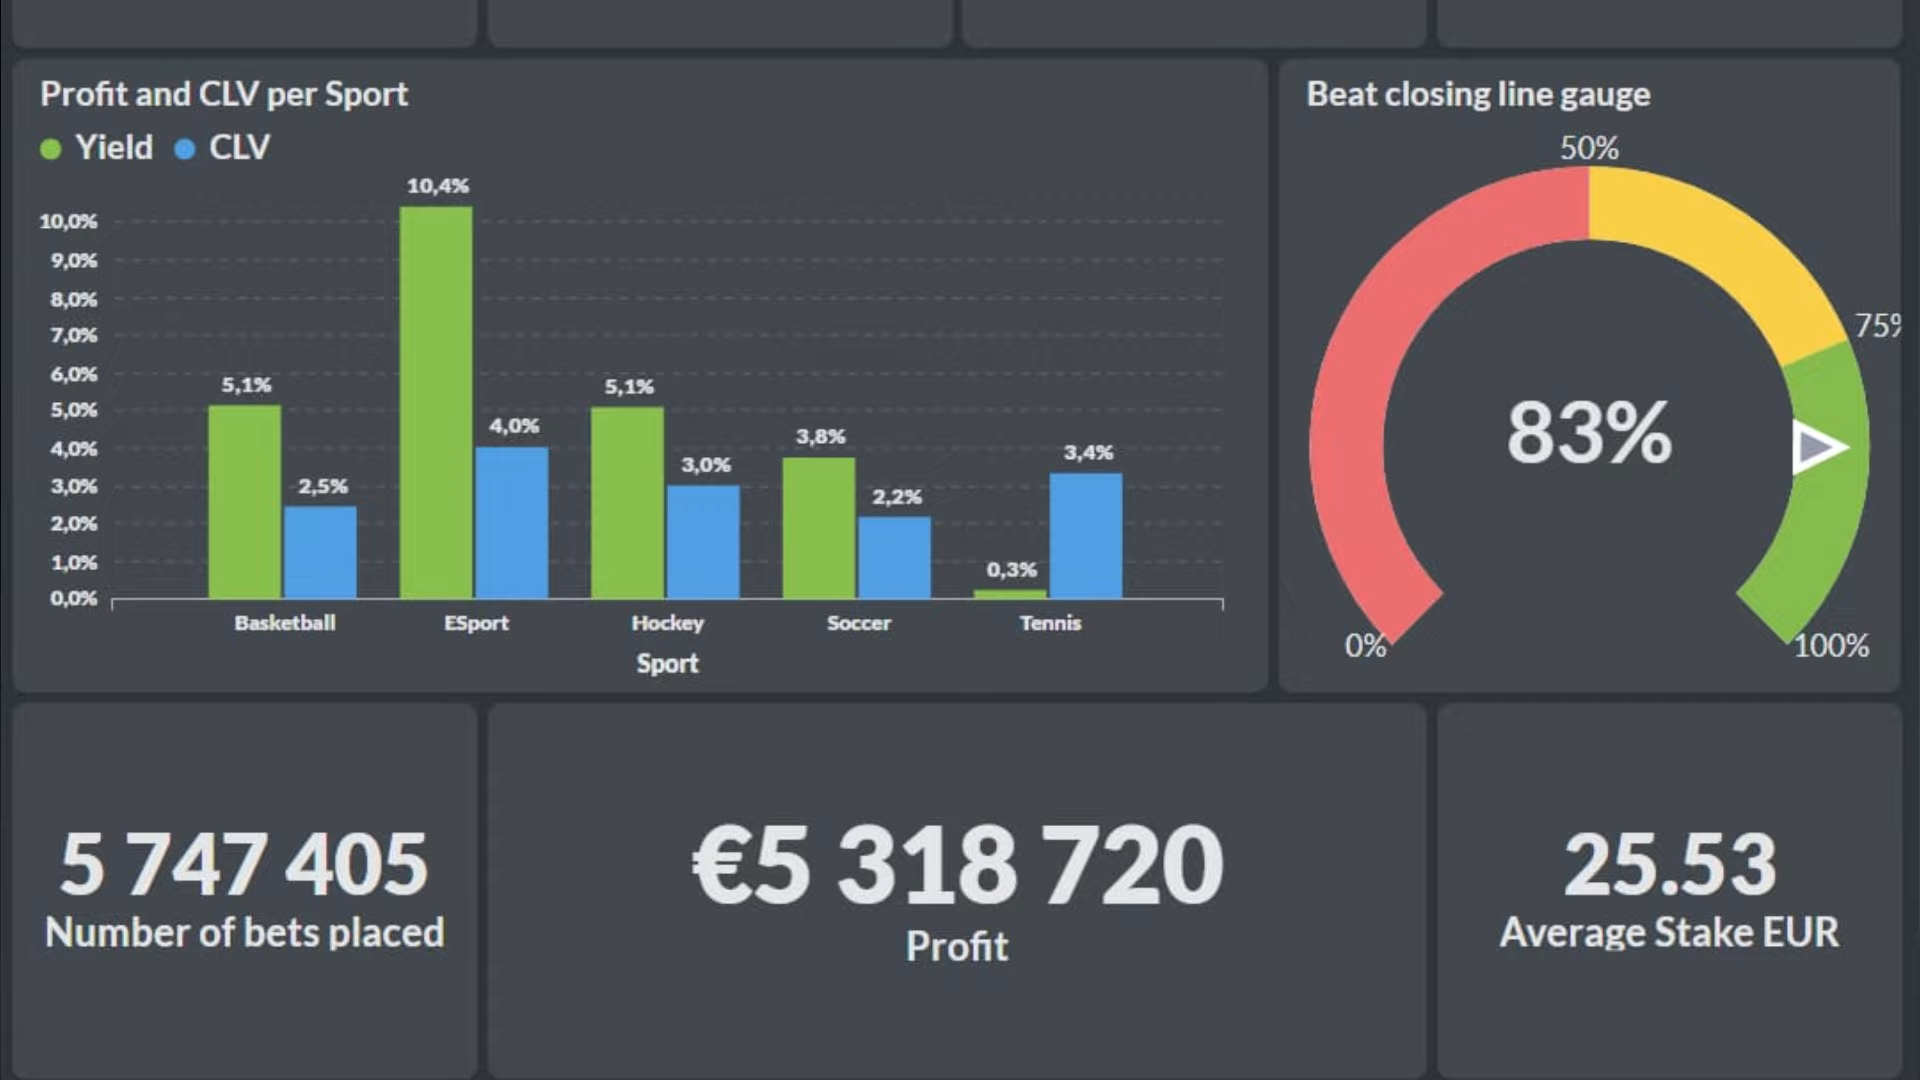 Profit and CLV per Sport
Yield CLV
10,4%
10,0%
9,0%
8,0%
7,0%
6,0%
5,0%
4,0%
3,0%
2,0%
1,0%
0,0%
5,1%
2,5%
4,0%
5,1%
3,0%
3,8%
2,2%
0,3%
3,4%
Basketball ESport Hockey Soccer Tennis
Sport
Beat closing line gauge
50%
75%
83%
0% 100%
5 747 405
Number of bets placed
€5 318 720
Profit
25.53
Average Stake EUR